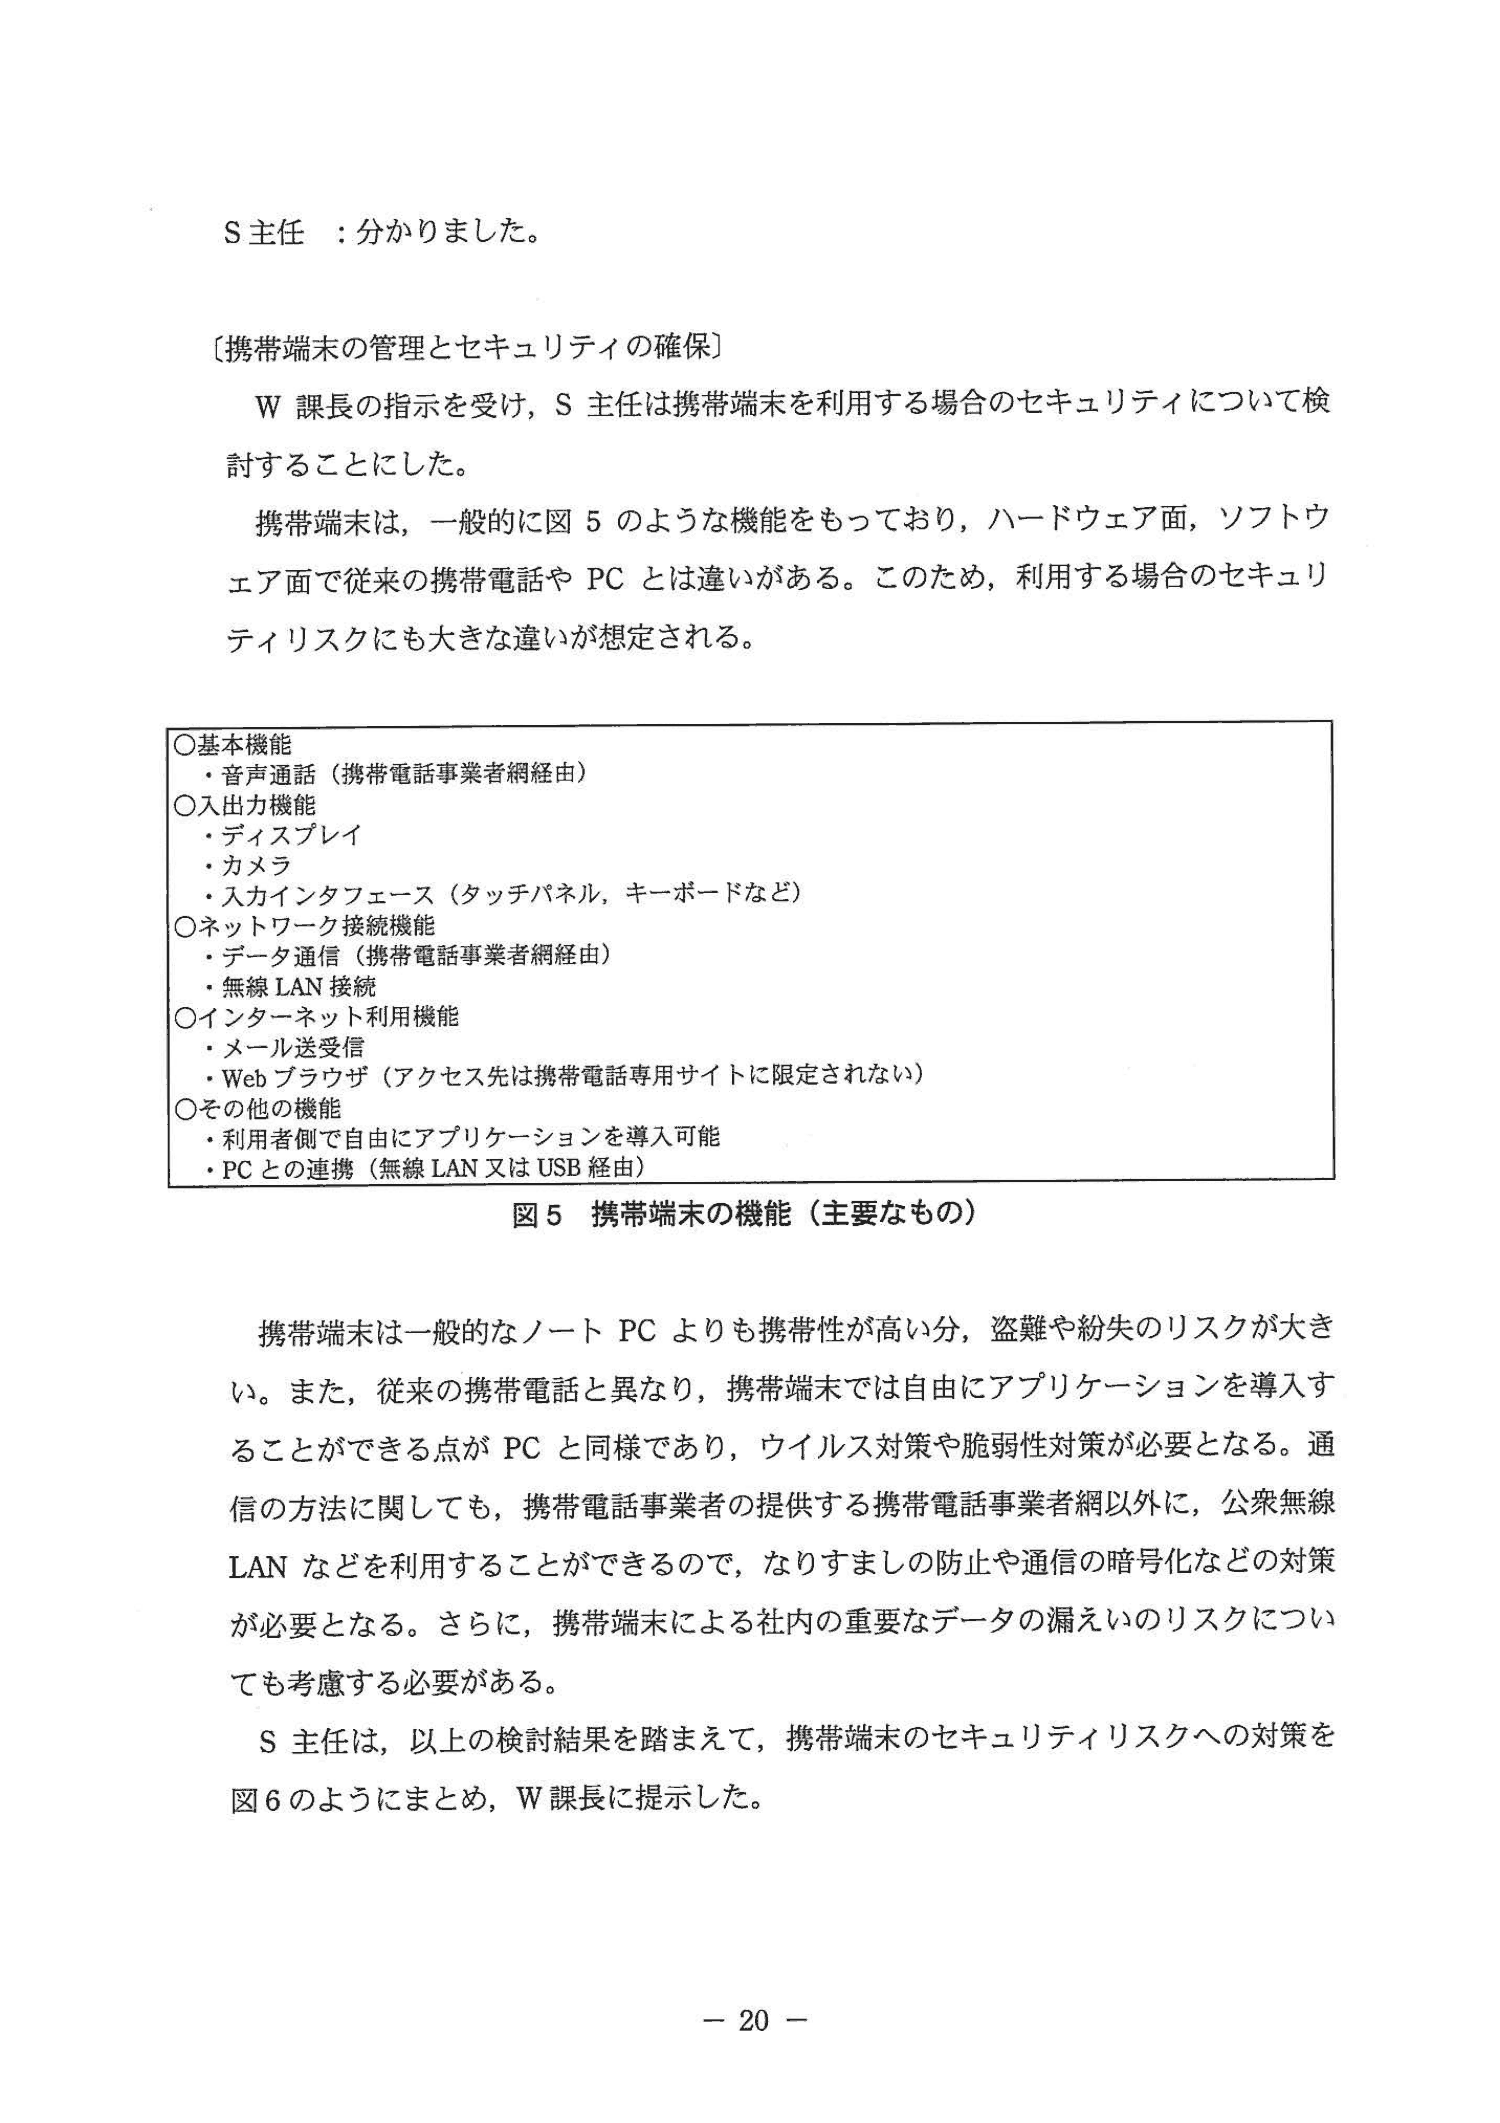 S 主任　：分かりました。
〔携帯端末の管理とセキュリティの確保〕
W 課長の指示を受け，S 主任は携帯端末を利用する場合のセキュリティについて検
討することにした。
携帯端末は，一般的に図 5 のような機能をもっており，ハードウェア面，ソフトウ
ェア面で従来の携帯電話や PC とは違いがある。このため，利用する場合のセキュリ
ティリスクにも大きな違いが想定される。
○基本機能
・音声通話（携帯電話事業者網経由）
○入出力機能
・ディスプレイ
・カメラ
・入力インタフェース（タッチパネル，キーボードなど）
○ネットワーク接続機能
・データ通信（携帯電話事業者網経由）
・無線 LAN 接続
○インターネット利用機能
・メール送受信
・Web ブラウザ（アクセス先は携帯電話専用サイトに限定されない）
○その他の機能
・利用者側で自由にアプリケーションを導入可能
・PC との連携（無線 LAN 又は USB 経由）
図 5　携帯端末の機能（主要なもの）
携帯端末は一般的なノート PC よりも携帯性が高い分，盗難や紛失のリスクが大き
い。また，従来の携帯電話と異なり，携帯端末では自由にアプリケーションを導入す
ることができる点が PC と同様であり，ウイルス対策や脆弱性対策が必要となる。通
信の方法に関しても，携帯電話事業者の提供する携帯電話事業者網以外に，公衆無線
LAN などを利用することができるので，なりすましの防止や通信の暗号化などの対策
が必要となる。さらに，携帯端末による社内の重要なデータの漏えいのリスクについ
ても考慮する必要がある。
S 主任は，以上の検討結果を踏まえて，携帯端末のセキュリティリスクへの対策を
図 6 のようにまとめ，W 課長に提示した。
－ 20 －